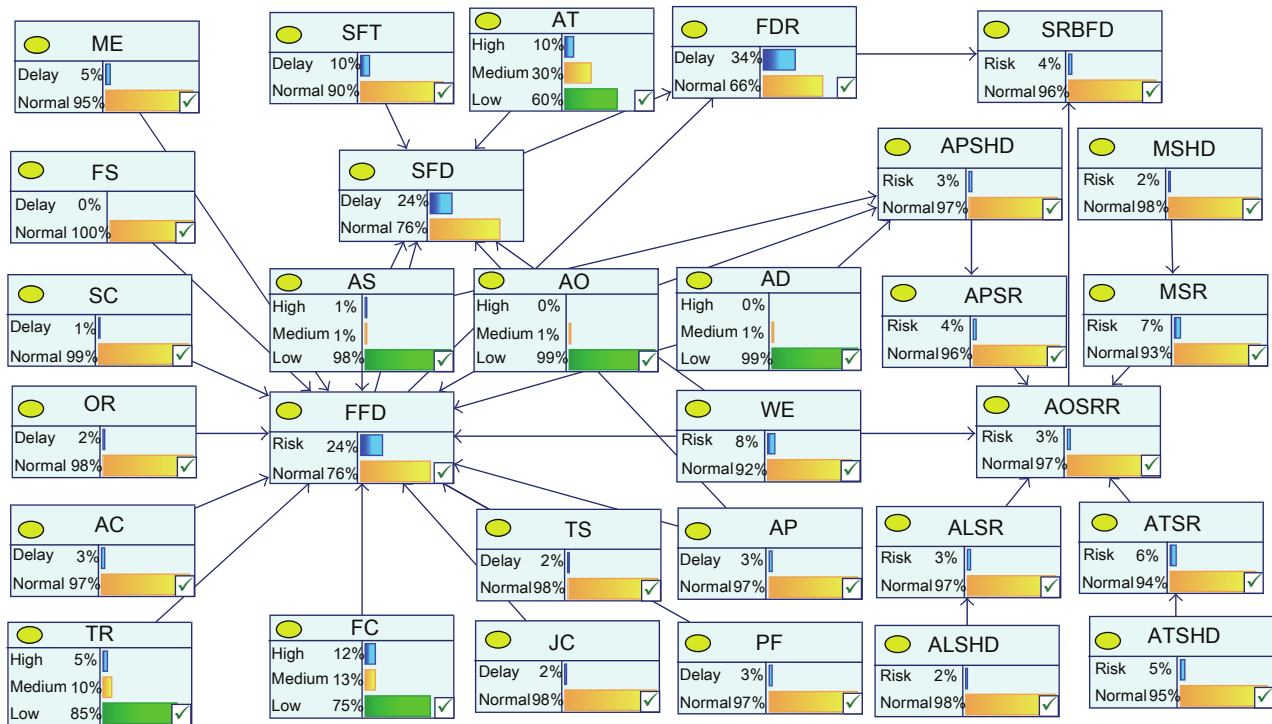 ME
Delay 5%
Normal 95%
SFT
Delay 10%
Normal 90%
AT
High 10%
Medium 30%
Low 60%
FDR
Delay 34%
Normal 66%
SRBFD
Risk 4%
Normal 96%
FS
Delay 0%
Normal 100%
SFD
Delay 24%
Normal 76%
APSHD
Risk 3%
Normal 97%
MSHD
Risk 2%
Normal 98%
SC
Delay 1%
Normal 99%
AS
High 1%
Medium 1%
Low 98%
AO
High 0%
Medium 1%
Low 99%
AD
High 0%
Medium 1%
Low 99%
APSR
Risk 4%
Normal 96%
MSR
Risk 7%
Normal 93%
OR
Delay 2%
Normal 98%
FFD
Risk 24%
Normal 76%
WE
Risk 8%
Normal 92%
AOSRR
Risk 3%
Normal 97%
AC
Delay 3%
Normal 97%
TS
Delay 2%
Normal 98%
AP
Delay 3%
Normal 97%
ALSR
Risk 3%
Normal 97%
ATSR
Risk 6%
Normal 94%
TR
High 5%
Medium 10%
Low 85%
FC
High 12%
Medium 13%
Low 75%
JC
Delay 2%
Normal 98%
PF
Delay 3%
Normal 97%
ALSHD
Risk 2%
Normal 98%
ATSHD
Risk 5%
Normal 95%